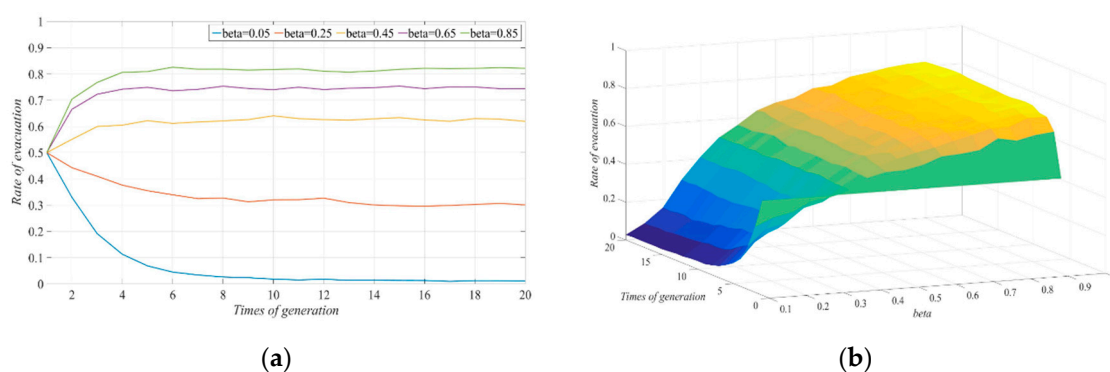 1
beta=0.05 beta=0.25 beta=0.45 beta=0.65 beta=0.85
0.9
0.8
0.7
0.6
0.5
0.4
0.3
0.2
0.1
0
Rate of evacuation
2 4 6 8 10 12 14 16 18 20
Times of generation
(a)
1
0.8
0.6
0.4
0.2
0
Rate of evacuation
20
15
10
5
0
Times of generation
0.1 0.2 0.3 0.4 0.5 0.6 0.7 0.8 0.9
beta
(b)